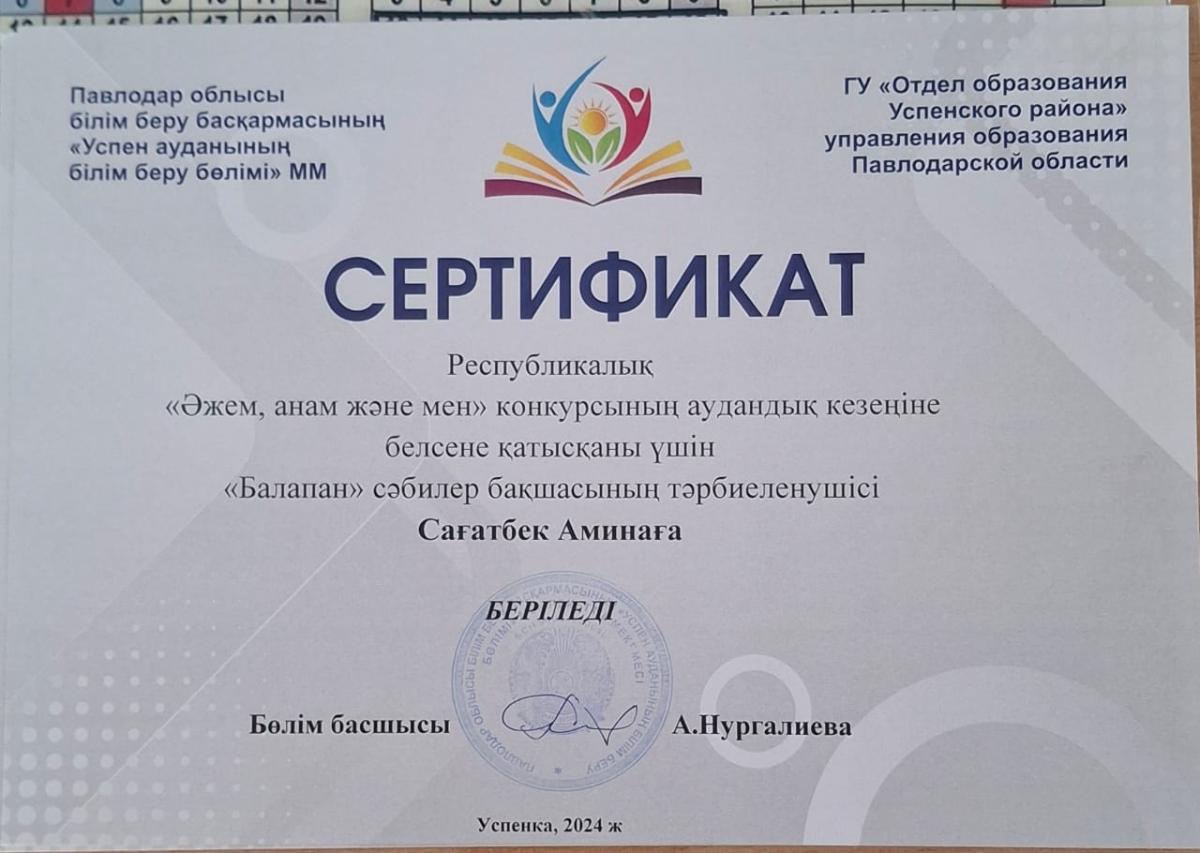 Павлодар облысы
білім беру басқармасының
«Успен ауданының
білім беру бөлімі» ММ
ГУ «Отдел образования
Успенского района»
управления образования
Павлодарской области
СЕРТИФИКАТ
Республикалық
«Әжем, анам және мен» конкурсының аудандық кезеңіне
белсене қатысқаны үшін
«Балапан» сәбилер бақшасының тәрбиеленушісі
Сағатбек Аминаға
БЕРІЛЕДІ
Бөлім басшысы
А.Нургалиева
Успенка, 2024 ж